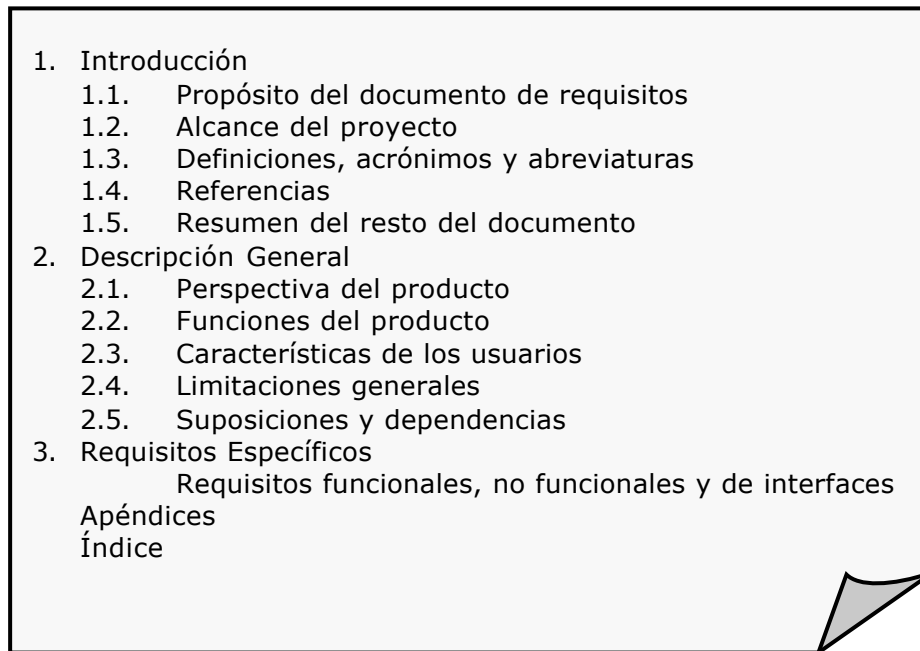 1. Introducción
1.1. Propósito del documento de requisitos
1.2. Alcance del proyecto
1.3. Definiciones, acrónimos y abreviaturas
1.4. Referencias
1.5. Resumen del resto del documento
2. Descripción General
2.1. Perspectiva del producto
2.2. Funciones del producto
2.3. Características de los usuarios
2.4. Limitaciones generales
2.5. Suposiciones y dependencias
3. Requisitos Específicos
Requisitos funcionales, no funcionales y de interfaces
Apéndices
Índice